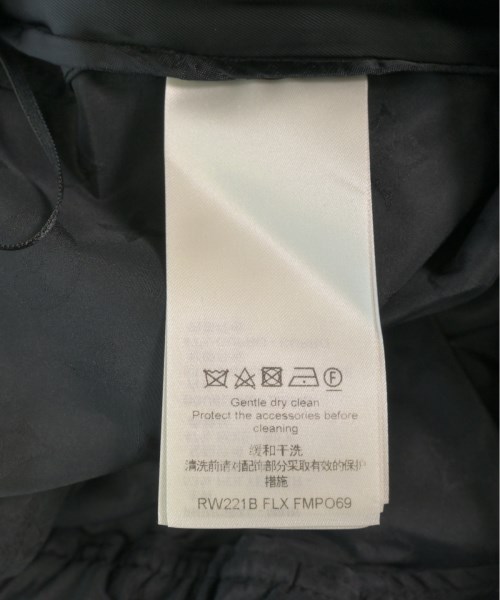 F
Gentle dry clean
Protect the accessories before
cleaning
缓和干洗
清洗前请对配饰部分采取有效的保护
措施
RW221B FLX FMPO69